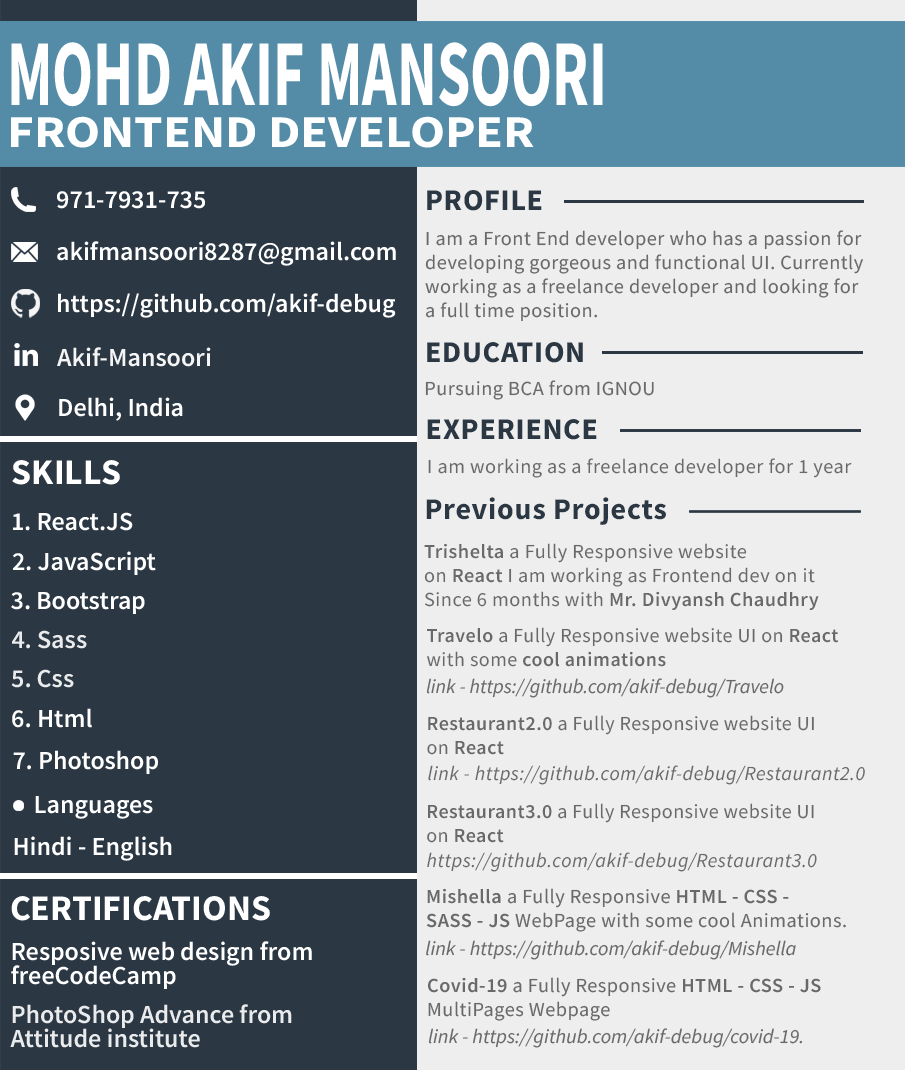 MOHD AKIF MANSOORI
FRONTEND DEVELOPER
971-7931-735
akifmansoori8287@gmail.com
https://github.com/akif-debug
in Akif-Mansoori
Delhi, India
SKILLS
1. React.JS
2. JavaScript
3. Bootstrap
4. Sass
5. Css
6. Html
7. Photoshop
● Languages
Hindi - English
CERTIFICATIONS
Resposive web design from
freeCodeCamp
PhotoShop Advance from
Attitude institute
PROFILE
I am a Front End developer who has a passion for
developing gorgeous and functional UI. Currently
working as a freelance developer and looking for
a full time position.
EDUCATION
Pursuing BCA from IGNOU
EXPERIENCE
I am working as a freelance developer for 1 year
Previous Projects
Trishelta a Fully Responsive website
on React I am working as Frontend dev on it
Since 6 months with Mr. Divyansh Chaudhry
Travelo a Fully Responsive website UI on React
with some cool animations
link - https://github.com/akif-debug/Travelo
Restaurant2.0 a Fully Responsive website UI
on React
link - https://github.com/akif-debug/Restaurant2.0
Restaurant3.0 a Fully Responsive website UI
on React
https://github.com/akif-debug/Restaurant3.0
Mishella a Fully Responsive HTML - CSS -
SASS - JS WebPage with some cool Animations.
link - https://github.com/akif-debug/Mishella
Covid-19 a Fully Responsive HTML - CSS - JS
MultiPages Webpage
link - https://github.com/akif-debug/covid-19.